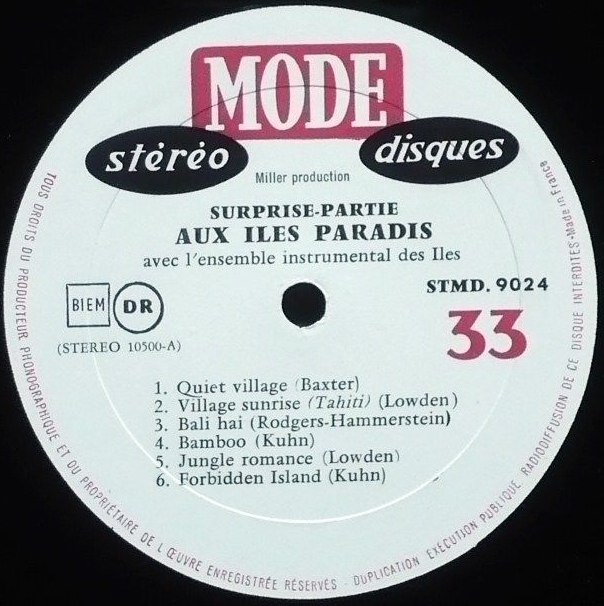 MODE
stéréo disques
Miller production
SURPRISE-PARTIE
AUX ILES PARADIS
avec l'ensemble instrumental des Iles
STMD. 9024
BIEM DR
33
(STEREO 10500-A)
1. Quiet village (Baxter)
2. Village sunrise (Tahiti) (Lowden)
3. Bali hai (Rodgers-Hammerstein)
4. Bamboo (Kuhn)
5. Jungle romance (Lowden)
6. Forbidden Island (Kuhn)
TOUS DROITS DU PRODUCTEUR PHONOGRAPHIQUE ET DU PROPRIÉTAIRE DE L'ŒUVRE ENREGISTRÉE RÉSERVÉS - DUPLICATION EXÉCUTION PUBLIQUE RADIODIFFUSION DE CE DISQUE INTERDITES-Made in France